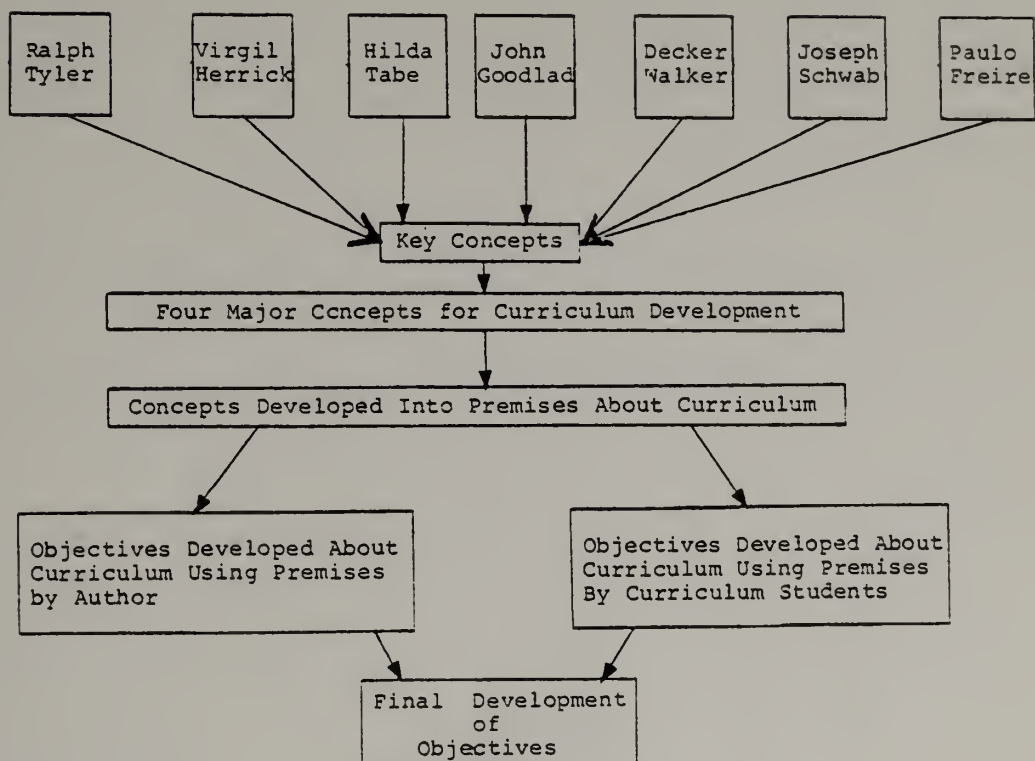 Ralph
Tyler
Virgil
Herrick
Hilda
Tabe
John
Goodlad
Decker
Walker
Joseph
Schwab
Paulo
Freire
Key Concepts
Four Major Concepts for Curriculum Development
Concepts Developed Into Premises About Curriculum
Objectives Developed About
Curriculum Using Premises
by Author
Objectives Developed About
Curriculum Using Premises
By Curriculum Students
Final Development
of
Objectives